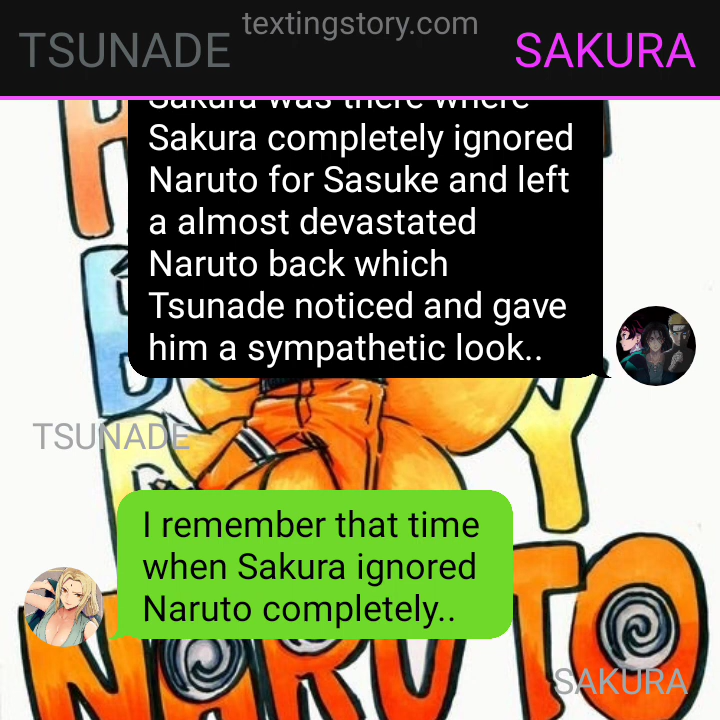 textingstory.com
TSUNADE
SAKURA
Sakura was there where
Sakura completely ignored
Naruto for Sasuke and left
a almost devastated
Naruto back which
Tsunade noticed and gave
him a sympathetic look..
TSUNADE
I remember that time
when Sakura ignored
Naruto completely..
NARUTO
SAKURA